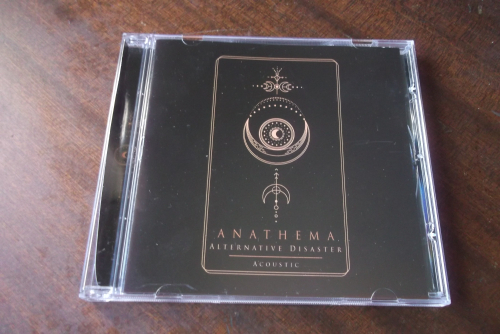 ANATHEMA
ALTERNATIVE DISASTER
ACOUSTIC